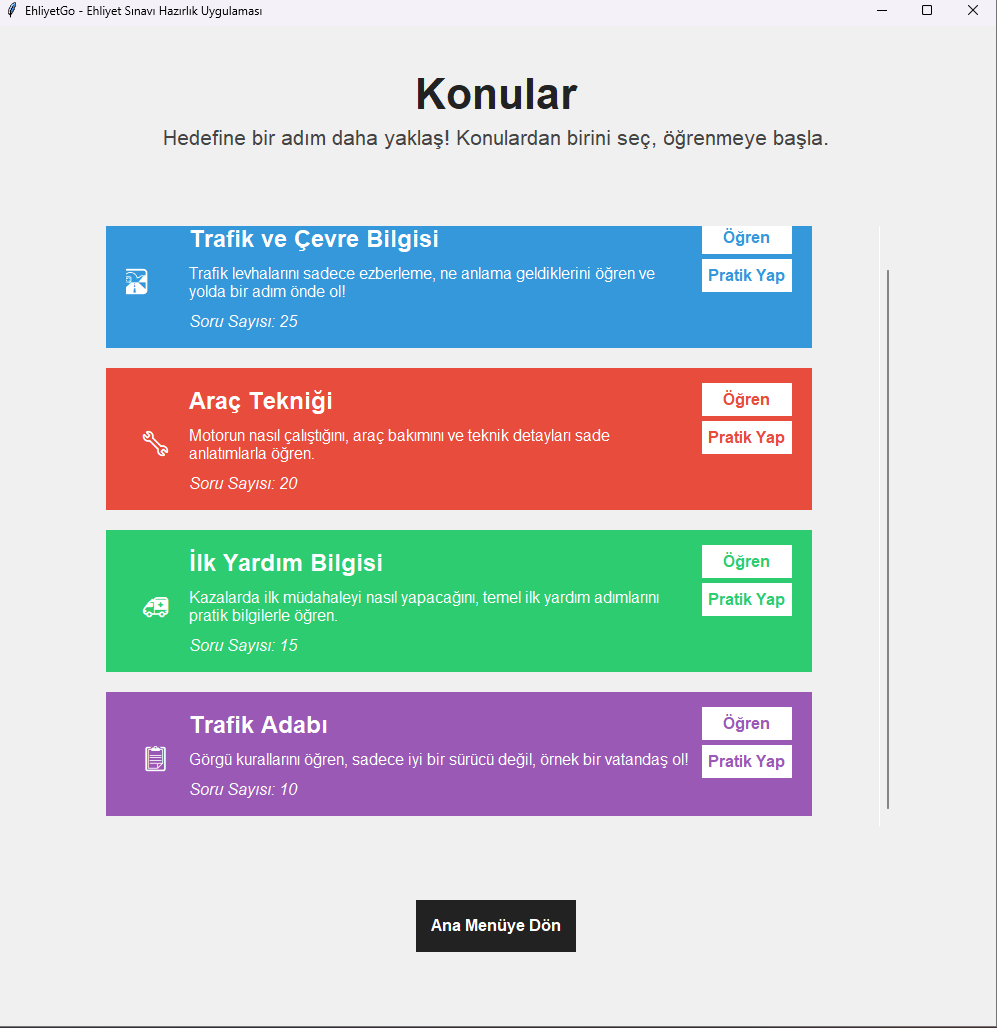 EhliyetGo - Ehliyet Sınavı Hazırlık Uygulaması
Konular
Hedefine bir adım daha yaklaş! Konulardan birini seç, öğrenmeye başla.
Trafik ve Çevre Bilgisi
Trafik levhalarını sadece ezberleme, ne anlama geldiklerini öğren ve
yolda bir adım önde ol!
Soru Sayısı: 25
Öğren
Pratik Yap
Araç Tekniği
Motorun nasıl çalıştığını, araç bakımını ve teknik detayları sade
anlatımlarla öğren.
Soru Sayısı: 20
Öğren
Pratik Yap
İlk Yardım Bilgisi
Kazalarda ilk müdahaleyi nasıl yapacağını, temel ilk yardım adımlarını
pratik bilgilerle öğren.
Soru Sayısı: 15
Öğren
Pratik Yap
Trafik Adabı
Görgü kurallarını öğren, sadece iyi bir sürücü değil, örnek bir vatandaş ol!
Soru Sayısı: 10
Öğren
Pratik Yap
Ana Menüye Dön